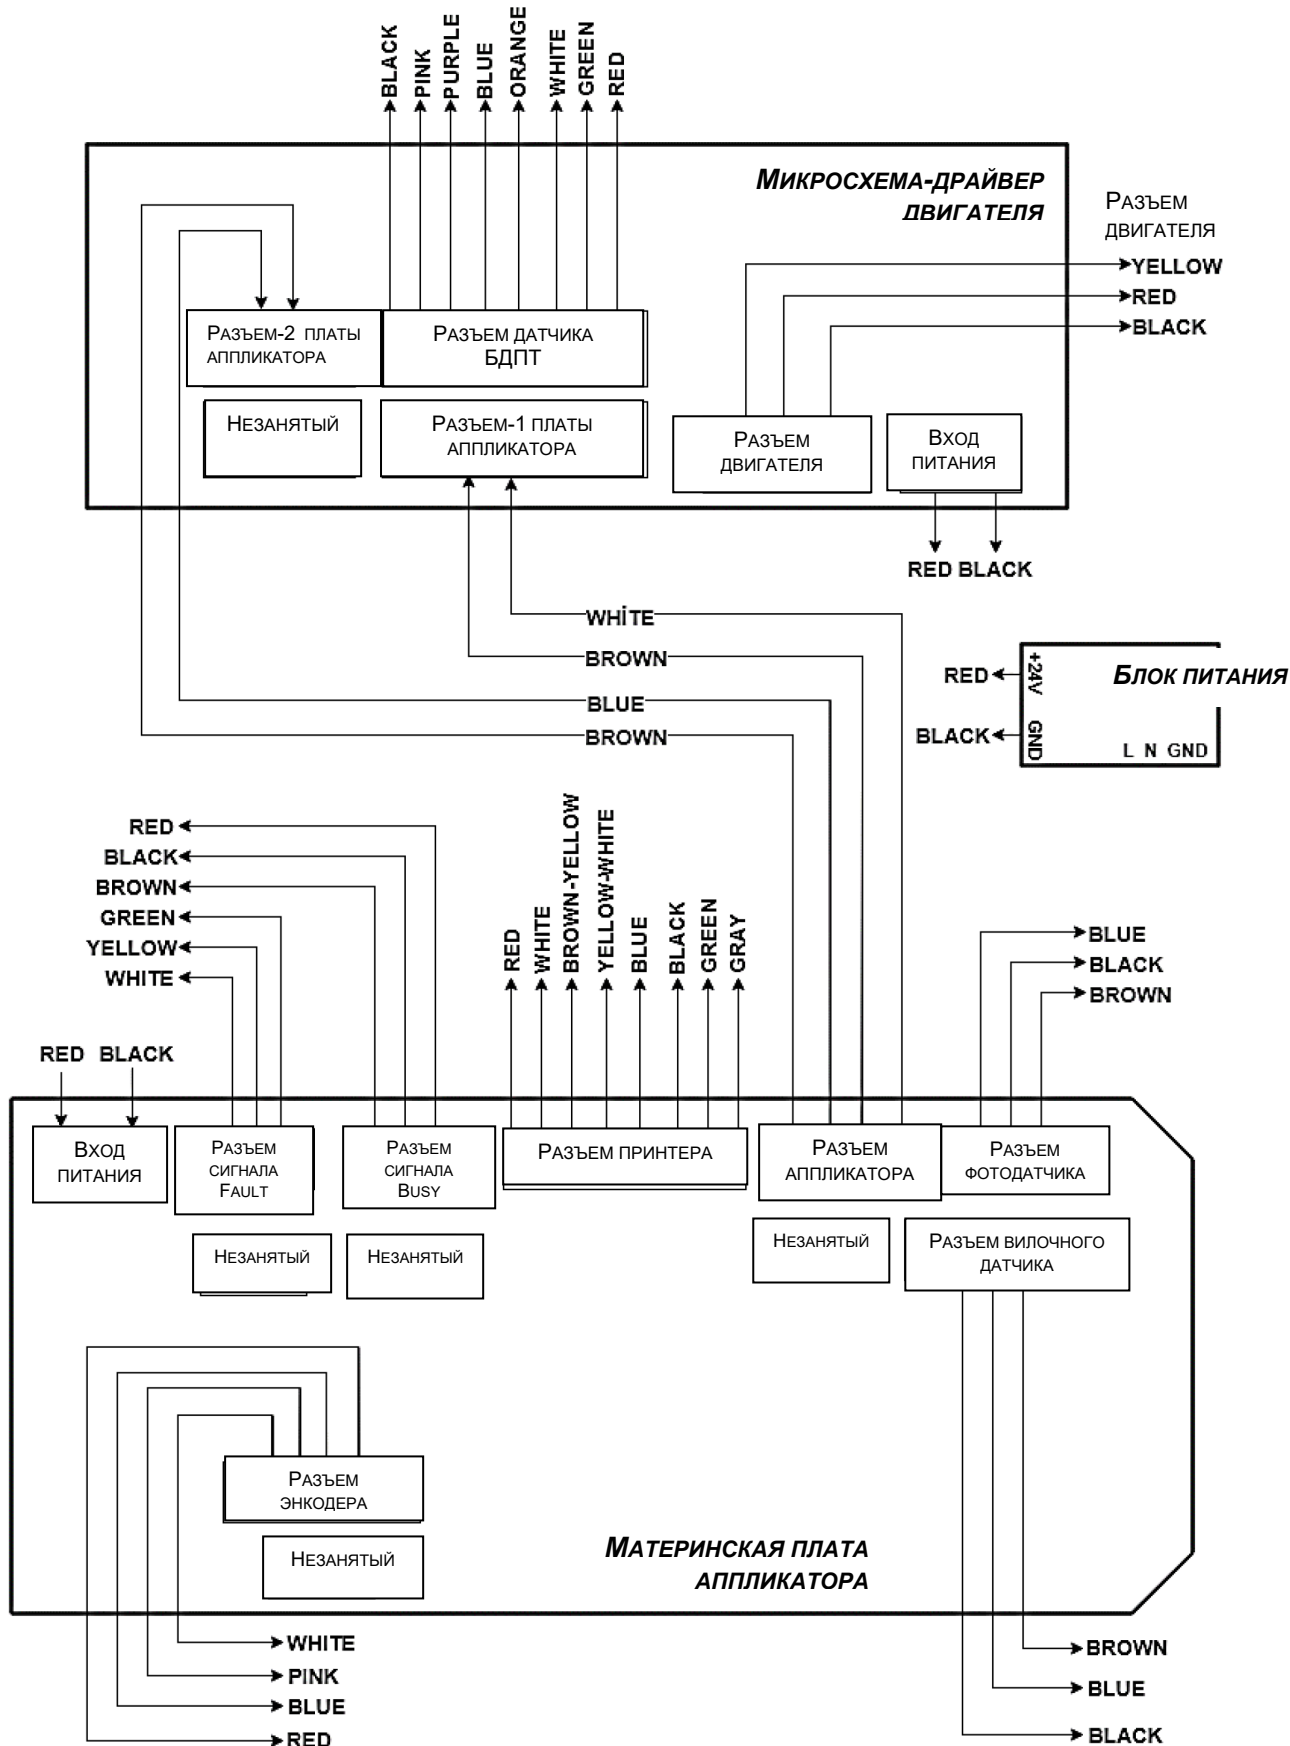 BLACK
PINK
PURPLE
BLUE
ORANGE
WHITE
GREEN
RED
МИКРОСХЕМА-ДРАЙВЕР
ДВИГАТЕЛЯ
РАЗЪЕМ
ДВИГАТЕЛЯ
YELLOW
RED
BLACK
РАЗЪЕМ-2 ПЛАТЫ
АППЛИКАТОРА
РАЗЪЕМ ДАТЧИКА
БДПТ
НЕЗАНЯТЫЙ
РАЗЪЕМ-1 ПЛАТЫ
АППЛИКАТОРА
РАЗЪЕМ
ДВИГАТЕЛЯ
ВХОД
ПИТАНИЯ
RED BLACK
WHİTE
BROWN
BLUE
BROWN
RED
BLACK
+24V
GND
БЛОК ПИТАНИЯ
L N GND
RED
BLACK
BROWN
GREEN
YELLOW
WHITE
RED
WHITE
BROWN-YELLOW
YELLOW-WHITE
BLUE
BLACK
GREEN
GRAY
BLUE
BLACK
BROWN
RED BLACK
ВХОД
ПИТАНИЯ
РАЗЪЕМ
СИГНАЛА
FAULT
РАЗЪЕМ
СИГНАЛА
BUSY
РАЗЪЕМ ПРИНТЕРА
РАЗЪЕМ
АППЛИКАТОРА
РАЗЪЕМ
ФОТОДАТЧИКА
НЕЗАНЯТЫЙ
НЕЗАНЯТЫЙ
НЕЗАНЯТЫЙ
РАЗЪЕМ ВИЛОЧНОГО
ДАТЧИКА
РАЗЪЕМ
ЭНКОДЕРА
НЕЗАНЯТЫЙ
МАТЕРИНСКАЯ ПЛАТА
АППЛИКАТОРА
WHITE
PINK
BLUE
RED
BROWN
BLUE
BLACK